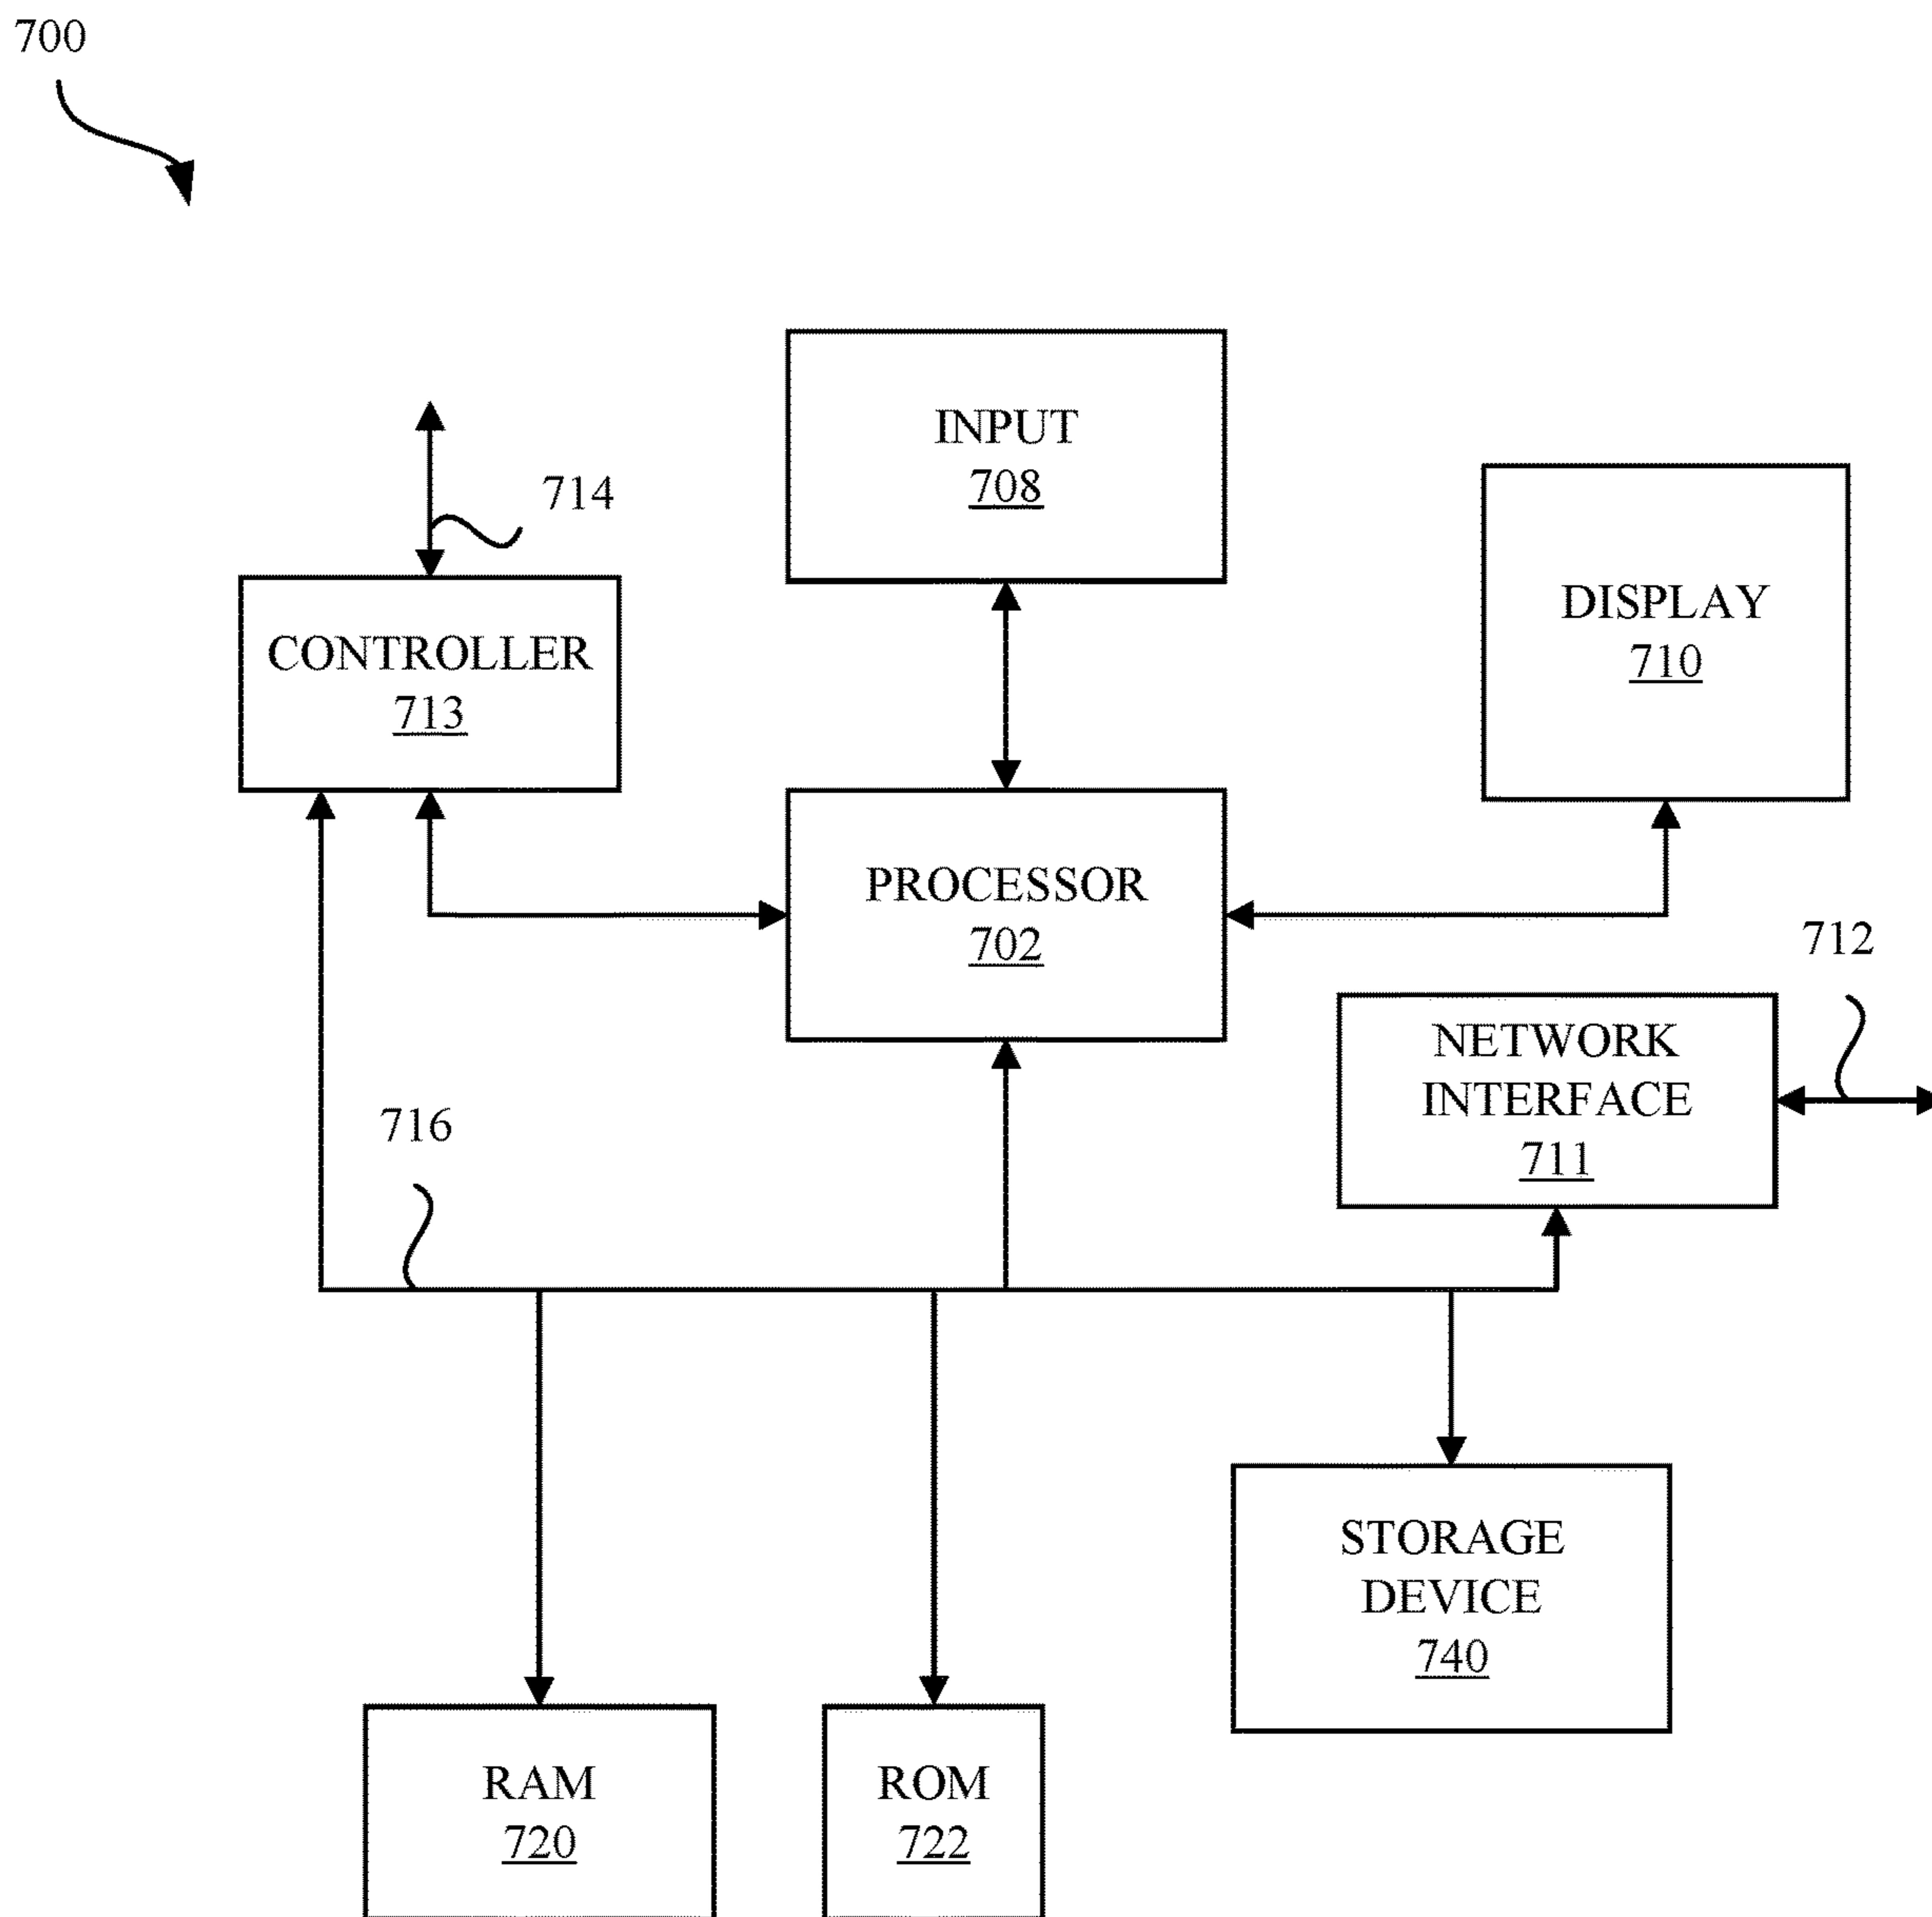 700
INPUT
708
714
DISPLAY
710
CONTROLLER
713
PROCESSOR
702
712
NETWORK
INTERFACE
711
716
STORAGE
DEVICE
740
RAM
720
ROM
722